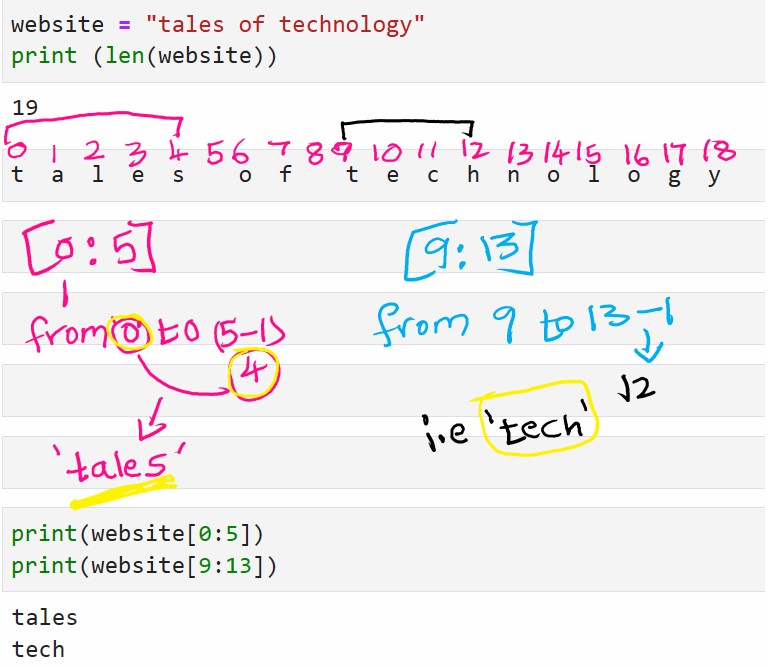 website = "tales of technology"
print (len(website))
19
0 1 2 3 4 5 6 7 8 9 10 11 12 13 14 15 16 17 18
t a l e s o f t e c h n o l o g y
[0:5] [9:13]
from 0 to (5-1) from 9 to 13-1
4 12
i.e 'tech'
'tales'
print(website[0:5])
print(website[9:13])
tales
tech